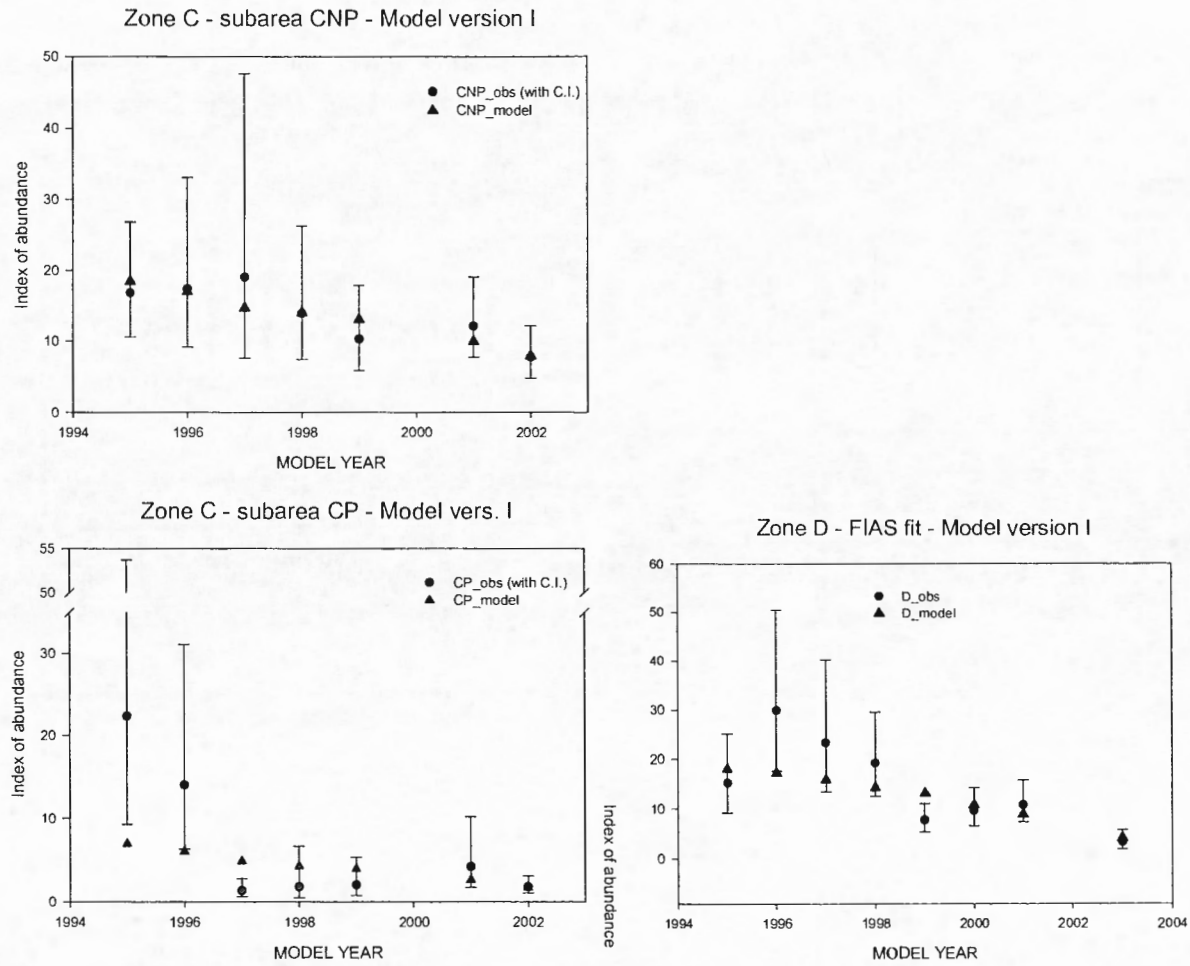 Zone C - subarea CNP - Model version I
50
40
30
20
10
0
Index of abundance
CNP_obs (with C.I.)
CNP_model
1994
1996
1998
2000
2002
MODEL YEAR
Zone C - subarea CP - Model vers. I
55
50
30
20
10
0
Index of abundance
CP_obs (with C.I.)
CP_model
1994
1996
1998
2000
2002
MODEL YEAR
Zone D - FIAS fit - Model version I
60
50
40
30
20
10
0
Index of abundance
D_obs
D_model
1994
1996
1998
2000
2002
2004
MODEL YEAR